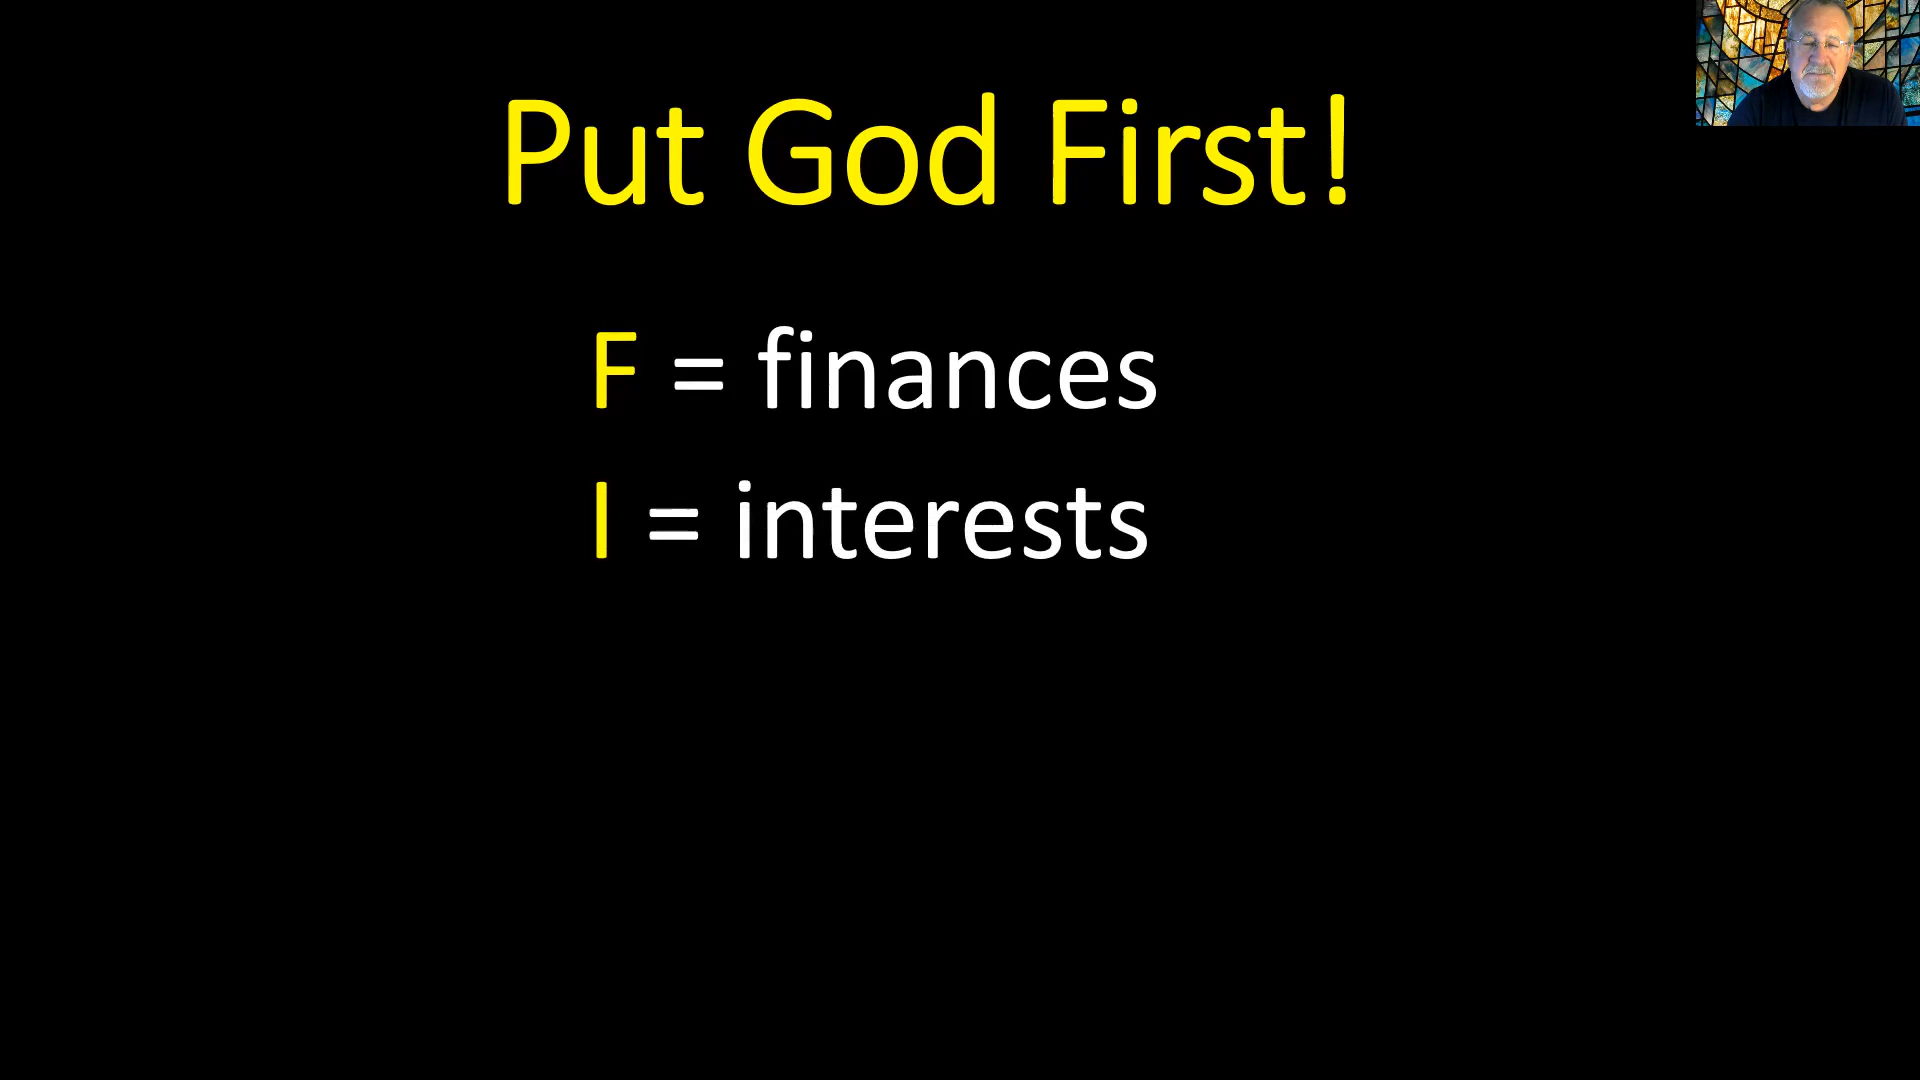 Put God First!
F = finances
I = interests